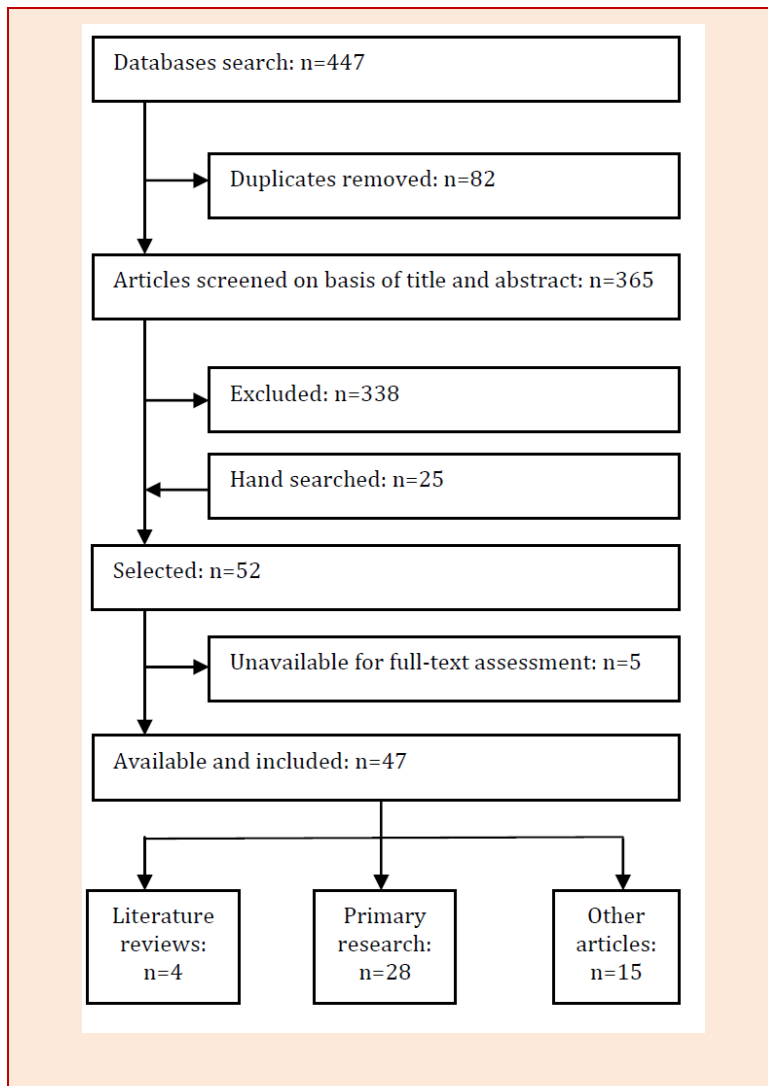 Databases search: n=447
Duplicates removed: n=82
Articles screened on basis of title and abstract: n=365
Excluded: n=338
Hand searched: n=25
Selected: n=52
Unavailable for full-text assessment: n=5
Available and included: n=47
Literature
reviews:
n=4
Primary
research:
n=28
Other
articles:
n=15